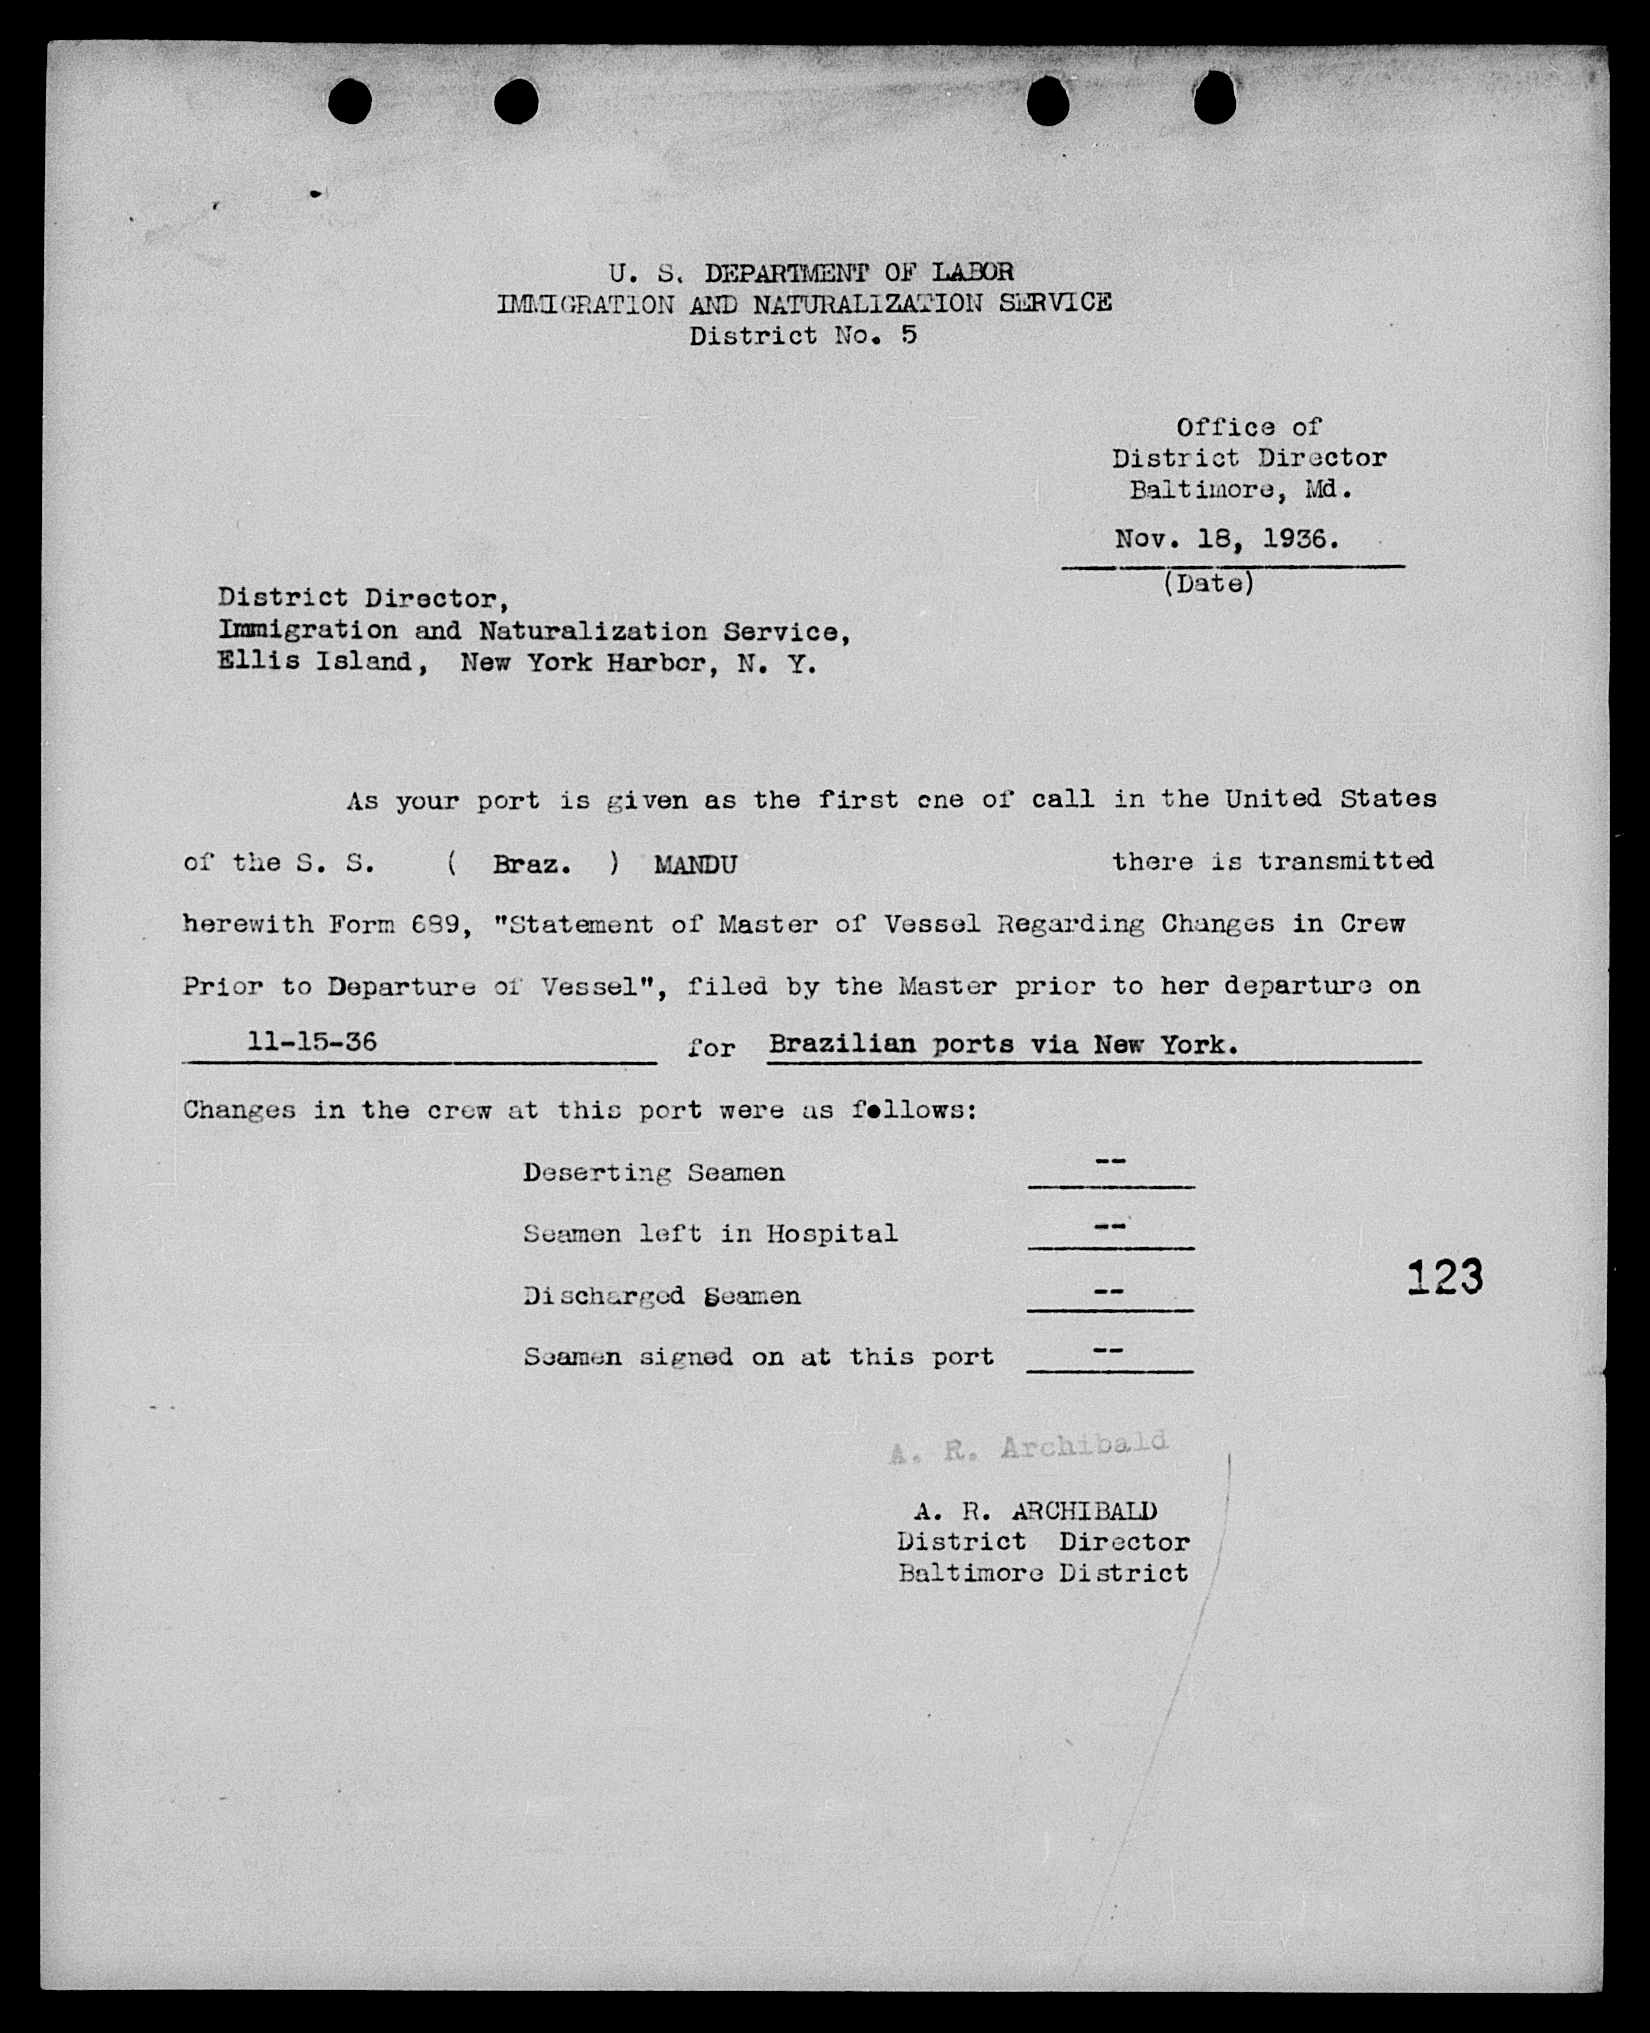 U. S. DEPARTMENT OF LABOR
IMMIGRATION AND NATURALIZATION SERVICE
District No. 5
Office of
District Director
Baltimore, Md.
Nov. 18, 1936.
(Date)
District Director,
Immigration and Naturalization Service,
Ellis Island, New York Harbor, N. Y.
As your port is given as the first one of call in the United States
of the S. S. ( Braz. ) MANDU there is transmitted
herewith Form 689, "Statement of Master of Vessel Regarding Changes in Crew
Prior to Departure of Vessel", filed by the Master prior to her departure on
11-15-36 for Brazilian ports via New York.
Changes in the crew at this port were as follows:
Deserting Seamen --
Seamen left in Hospital --
Discharged Seamen --
Seamen signed on at this port --
123
A. R. Archibald
A. R. ARCHIBALD
District Director
Baltimore District